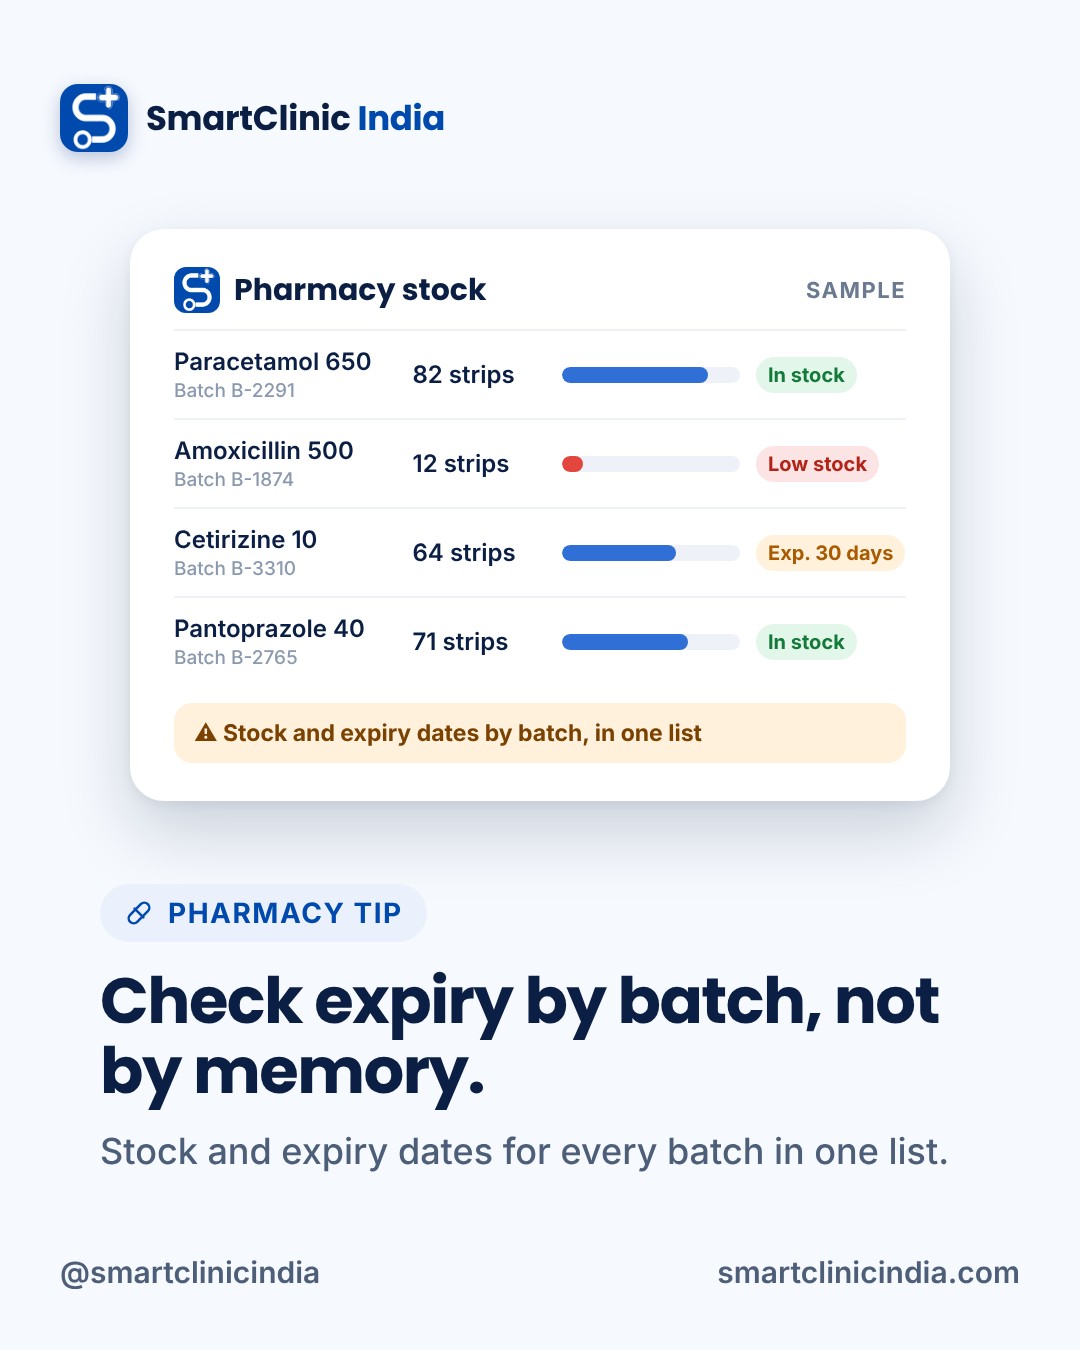 SmartClinic India
Pharmacy stock
SAMPLE
Paracetamol 650
Batch B-2291
82 strips
In stock
Amoxicillin 500
Batch B-1874
12 strips
Low stock
Cetirizine 10
Batch B-3310
64 strips
Exp. 30 days
Pantoprazole 40
Batch B-2765
71 strips
In stock
⚠ Stock and expiry dates by batch, in one list
PHARMACY TIP
Check expiry by batch, not
by memory.
Stock and expiry dates for every batch in one list.
@smartclinicindia
smartclinicindia.com